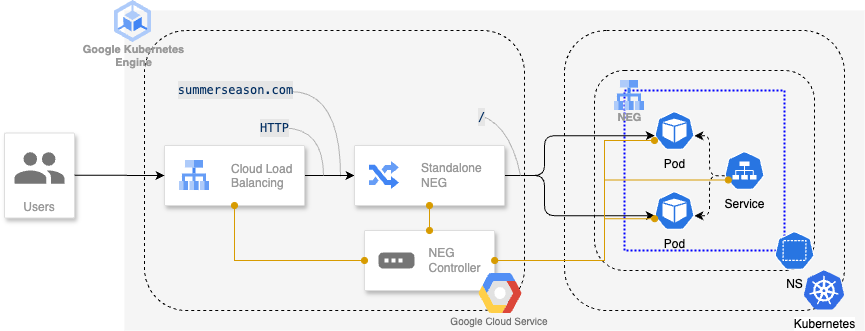 Google Kubernetes
Engine
summerseason.com
HTTP
/
NEG
Users
Cloud Load
Balancing
Standalone
NEG
Pod
Service
Pod
NEG
Controller
NS
Google Cloud Service
Kubernetes